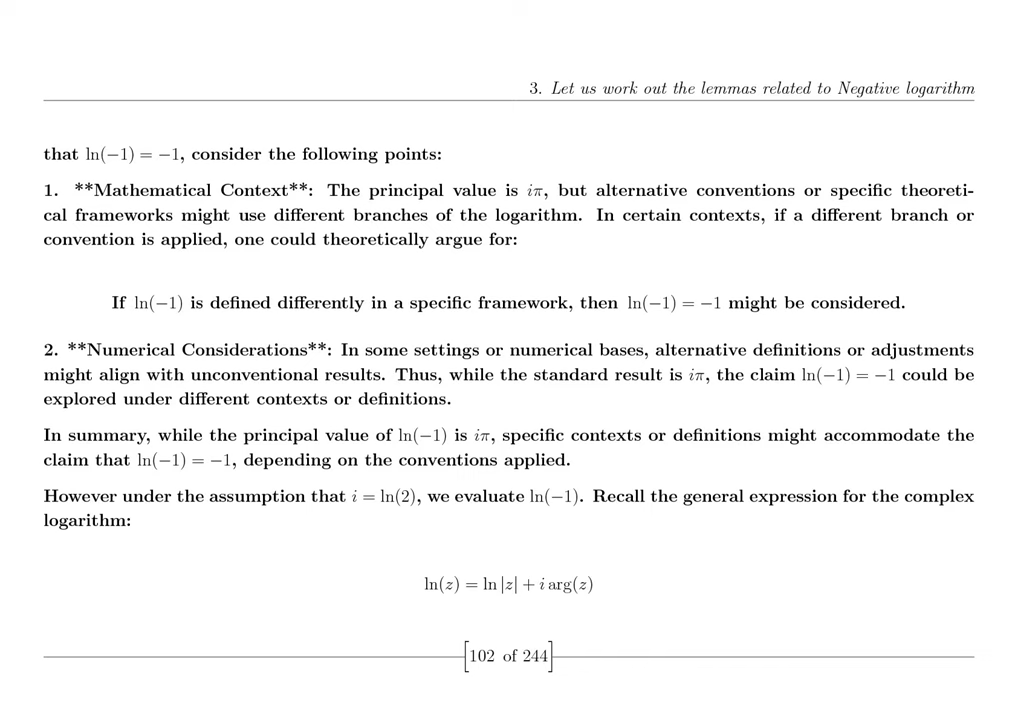 3. Let us work out the lemmas related to Negative logarithm
that ln(−1) = −1, consider the following points:
1. **Mathematical Context**: The principal value is iπ, but alternative conventions or specific theoreti-
cal frameworks might use different branches of the logarithm. In certain contexts, if a different branch or
convention is applied, one could theoretically argue for:
If ln(−1) is defined differently in a specific framework, then ln(−1) = −1 might be considered.
2. **Numerical Considerations**: In some settings or numerical bases, alternative definitions or adjustments
might align with unconventional results. Thus, while the standard result is iπ, the claim ln(−1) = −1 could be
explored under different contexts or definitions.
In summary, while the principal value of ln(−1) is iπ, specific contexts or definitions might accommodate the
claim that ln(−1) = −1, depending on the conventions applied.
However under the assumption that i = ln(2), we evaluate ln(−1). Recall the general expression for the complex
logarithm:
ln(z) = ln |z| + i arg(z)
[102 of 244]